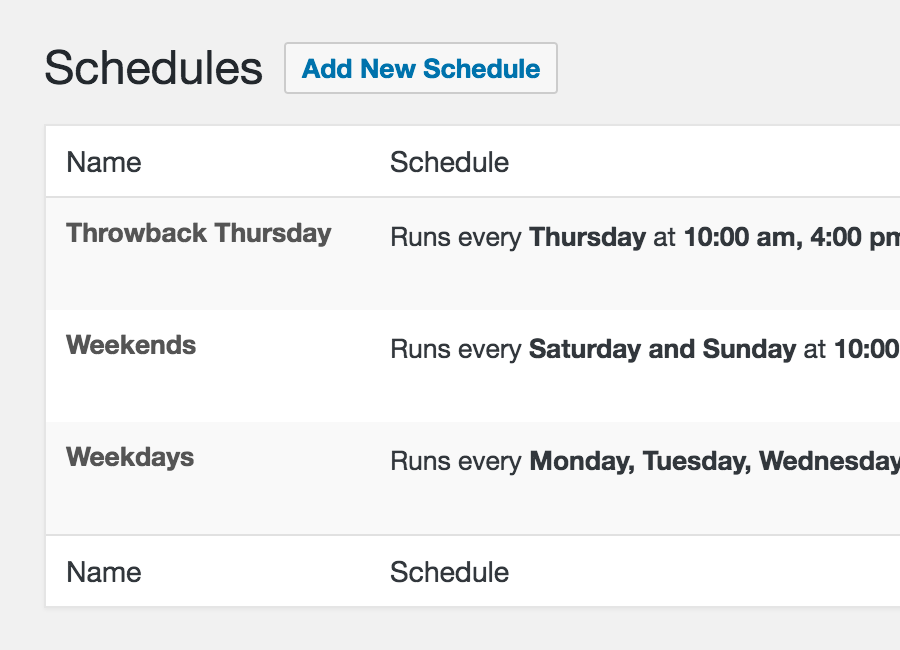 Schedules Add New Schedule
Name Schedule
Throwback Thursday Runs every Thursday at 10:00 am, 4:00 pm
Weekends Runs every Saturday and Sunday at 10:00
Weekdays Runs every Monday, Tuesday, Wednesday
Name Schedule